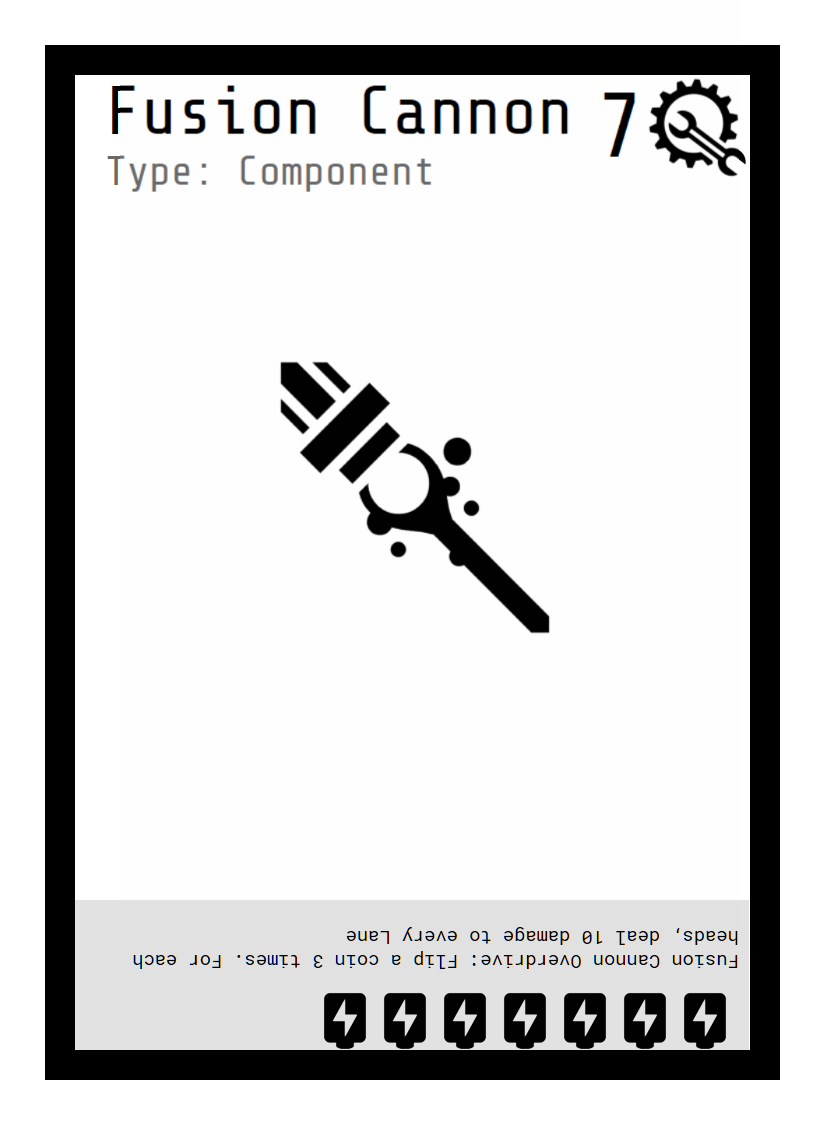 Fusion Cannon 7
Type: Component
Fusion Cannon Overdrive: Flip a coin 3 times. For each
heads, deal 10 damage to every Lane